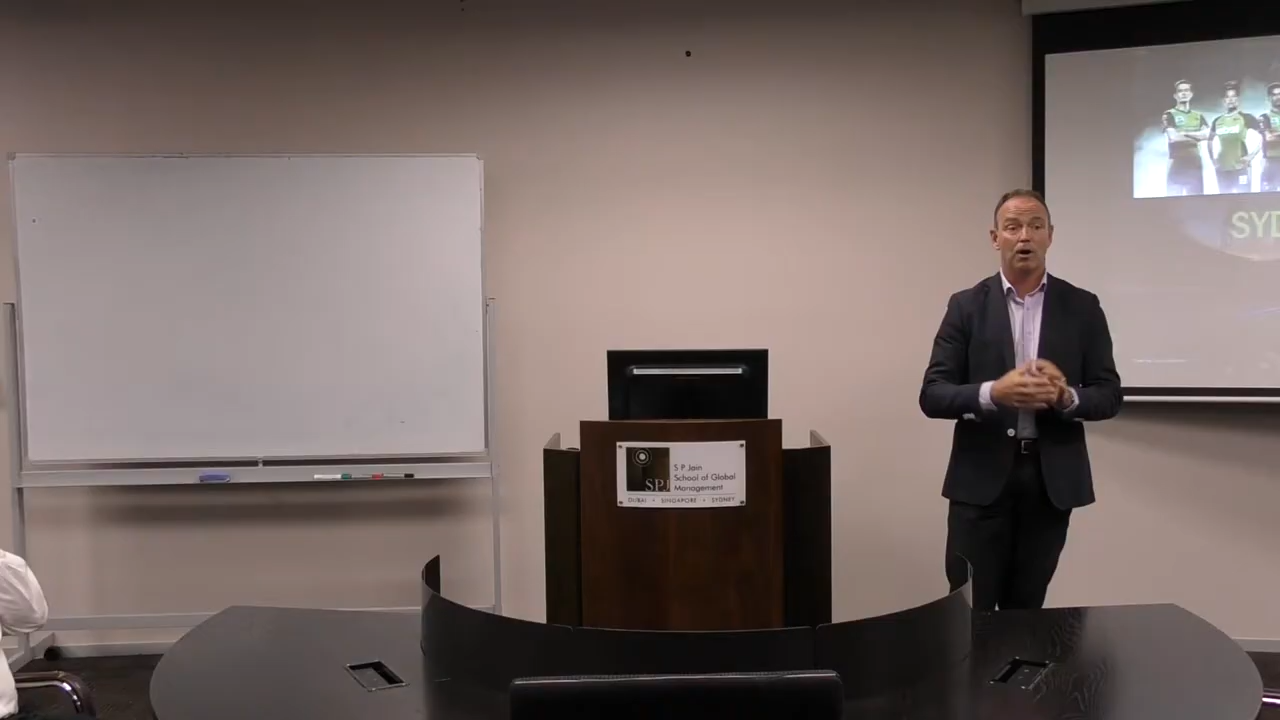 S P Jain
School of Global
Management
SPJ
DUBAI • SINGAPORE • SYDNEY
SYD